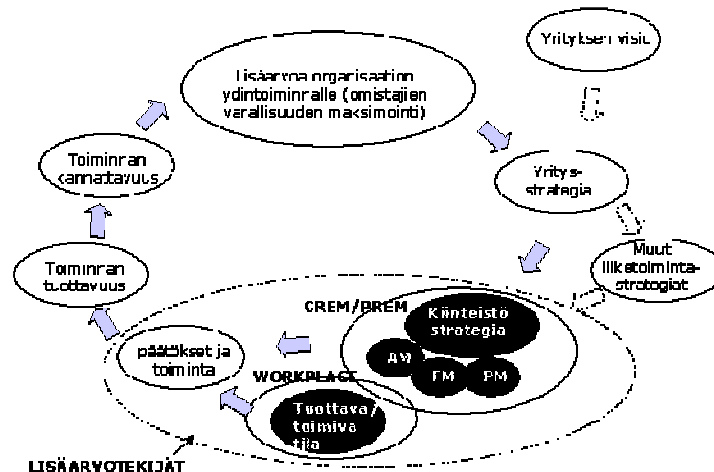 Yrityksen visio
Lisäarvoa organisaation
ydintoiminnalle (omistajien
varallisuuden maksimointi)
Toiminnan
kannattavuus
Yritys-
strategia
Muut
liiketoiminta-
strategiat
Toiminnan
tuottavuus
CREM/PREM
Kiinteistö
strategia
AM
FM
PM
päätökset ja
toiminta
WORKPLACE
Tuottava/
toimiva
tila
LISÄARVOTEKIJÄT